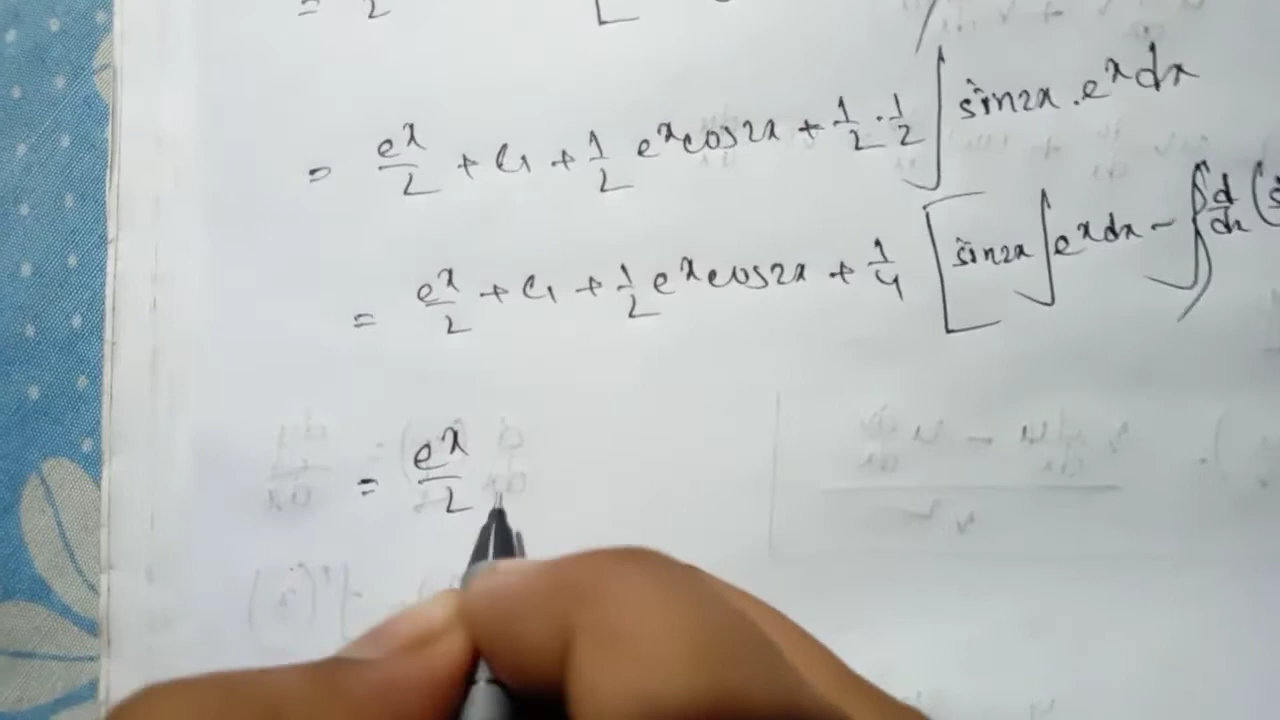 = 2 [
= e^x/2 + c₁ + 1/2 e^x cos2x + 1/2 · 1/2 ∫ sin2x . e^x dx
= e^x/2 + c₁ + 1/2 e^x cos2x + 1/4 [ sin2x ∫ e^x dx - ∫ d/dx (
= e^x/2